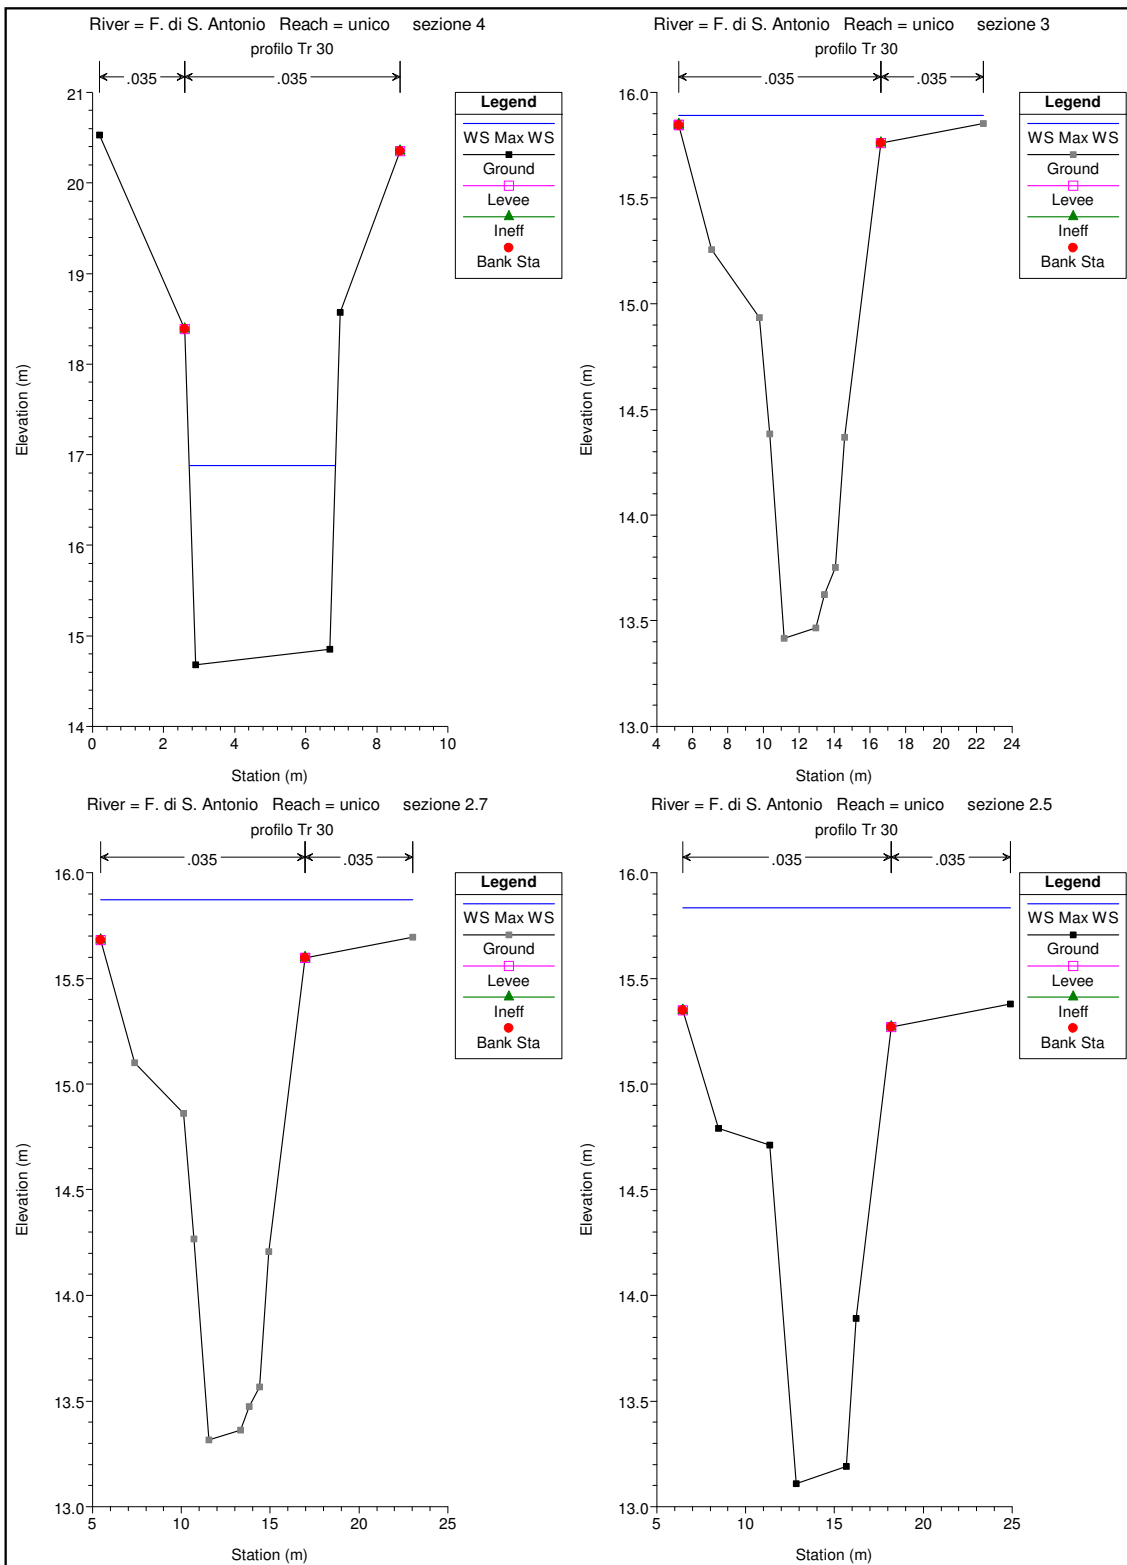 River = F. di S. Antonio Reach = unico sezione 4
profilo Tr 30
.035 .035
21
20
19
18
17
16
15
14
0 2 4 6 8 10
Elevation (m)
Station (m)
Legend
WS Max WS
Ground
Levee
Ineff
Bank Sta
River = F. di S. Antonio Reach = unico sezione 3
profilo Tr 30
.035 .035
16.0
15.5
15.0
14.5
14.0
13.5
13.0
4 6 8 10 12 14 16 18 20 22 24
Elevation (m)
Station (m)
Legend
WS Max WS
Ground
Levee
Ineff
Bank Sta
River = F. di S. Antonio Reach = unico sezione 2.7
profilo Tr 30
.035 .035
16.0
15.5
15.0
14.5
14.0
13.5
13.0
5 10 15 20 25
Elevation (m)
Station (m)
Legend
WS Max WS
Ground
Levee
Ineff
Bank Sta
River = F. di S. Antonio Reach = unico sezione 2.5
profilo Tr 30
.035 .035
16.0
15.5
15.0
14.5
14.0
13.5
13.0
5 10 15 20 25
Elevation (m)
Station (m)
Legend
WS Max WS
Ground
Levee
Ineff
Bank Sta